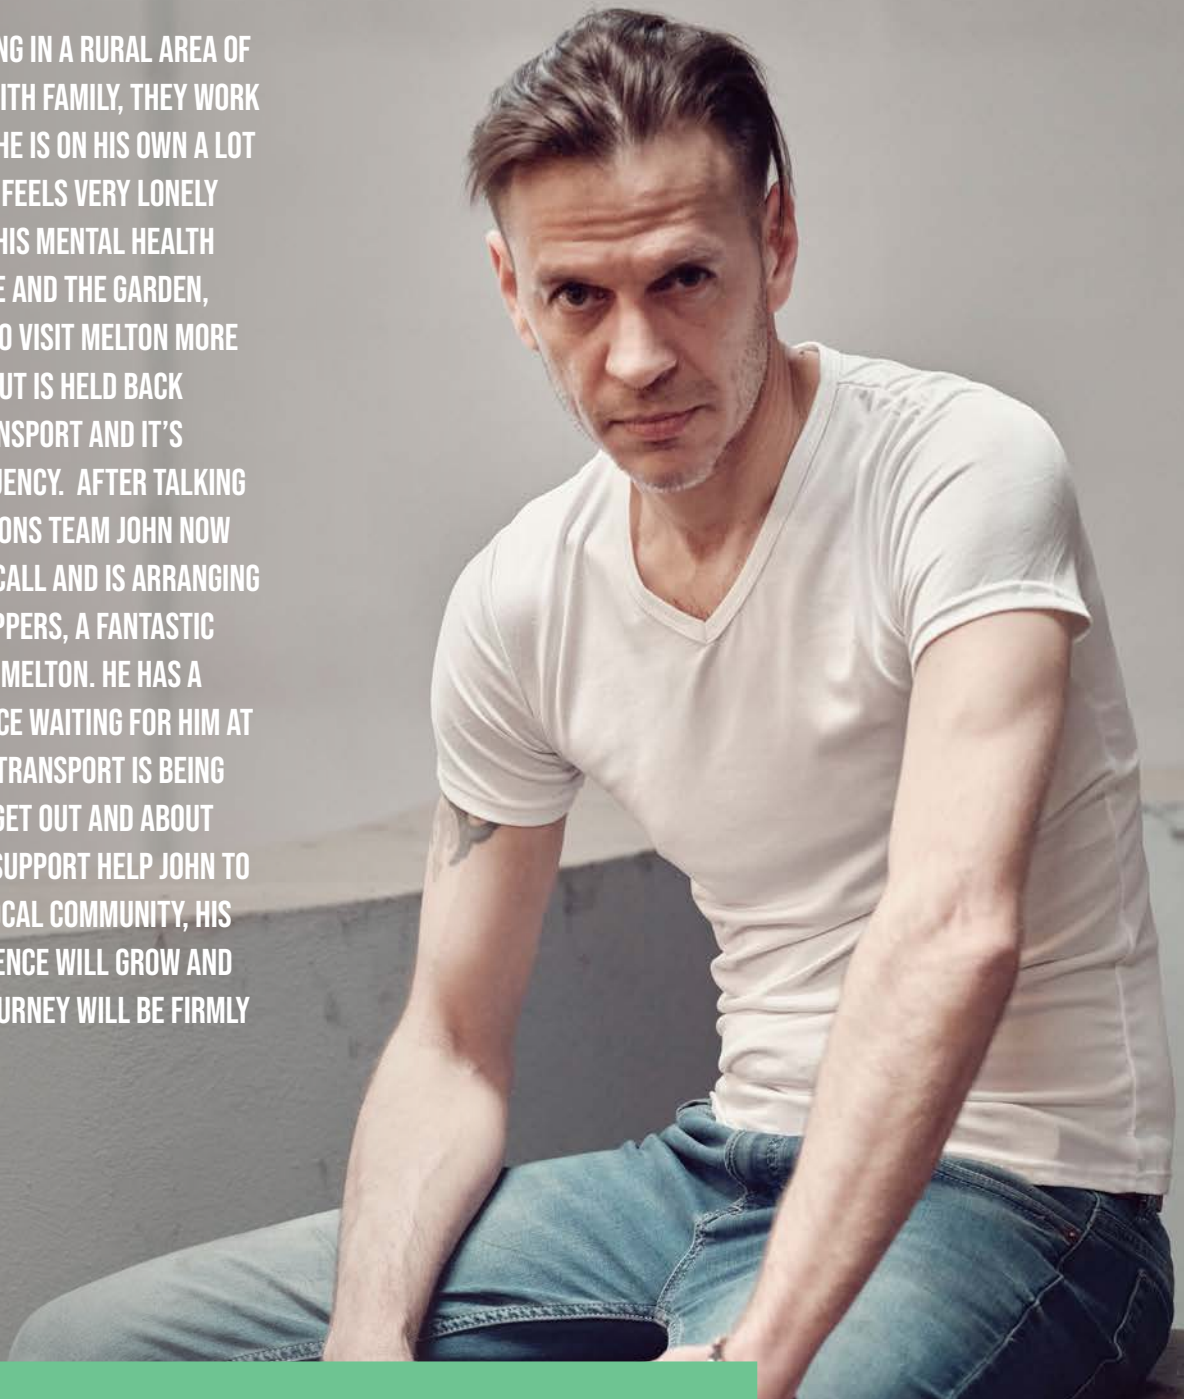 NG IN A RURAL AREA OF
ITH FAMILY, THEY WORK
HE IS ON HIS OWN A LOT
FEELS VERY LONELY
HIS MENTAL HEALTH
E AND THE GARDEN,
O VISIT MELTON MORE
UT IS HELD BACK
NSPORT AND IT'S
UENCY. AFTER TALKING
ONS TEAM JOHN NOW
CALL AND IS ARRANGING
PPERS, A FANTASTIC
MELTON. HE HAS A
CE WAITING FOR HIM AT
TRANSPORT IS BEING
GET OUT AND ABOUT
SUPPORT HELP JOHN TO
OCAL COMMUNITY, HIS
ENCE WILL GROW AND
URNEY WILL BE FIRMLY